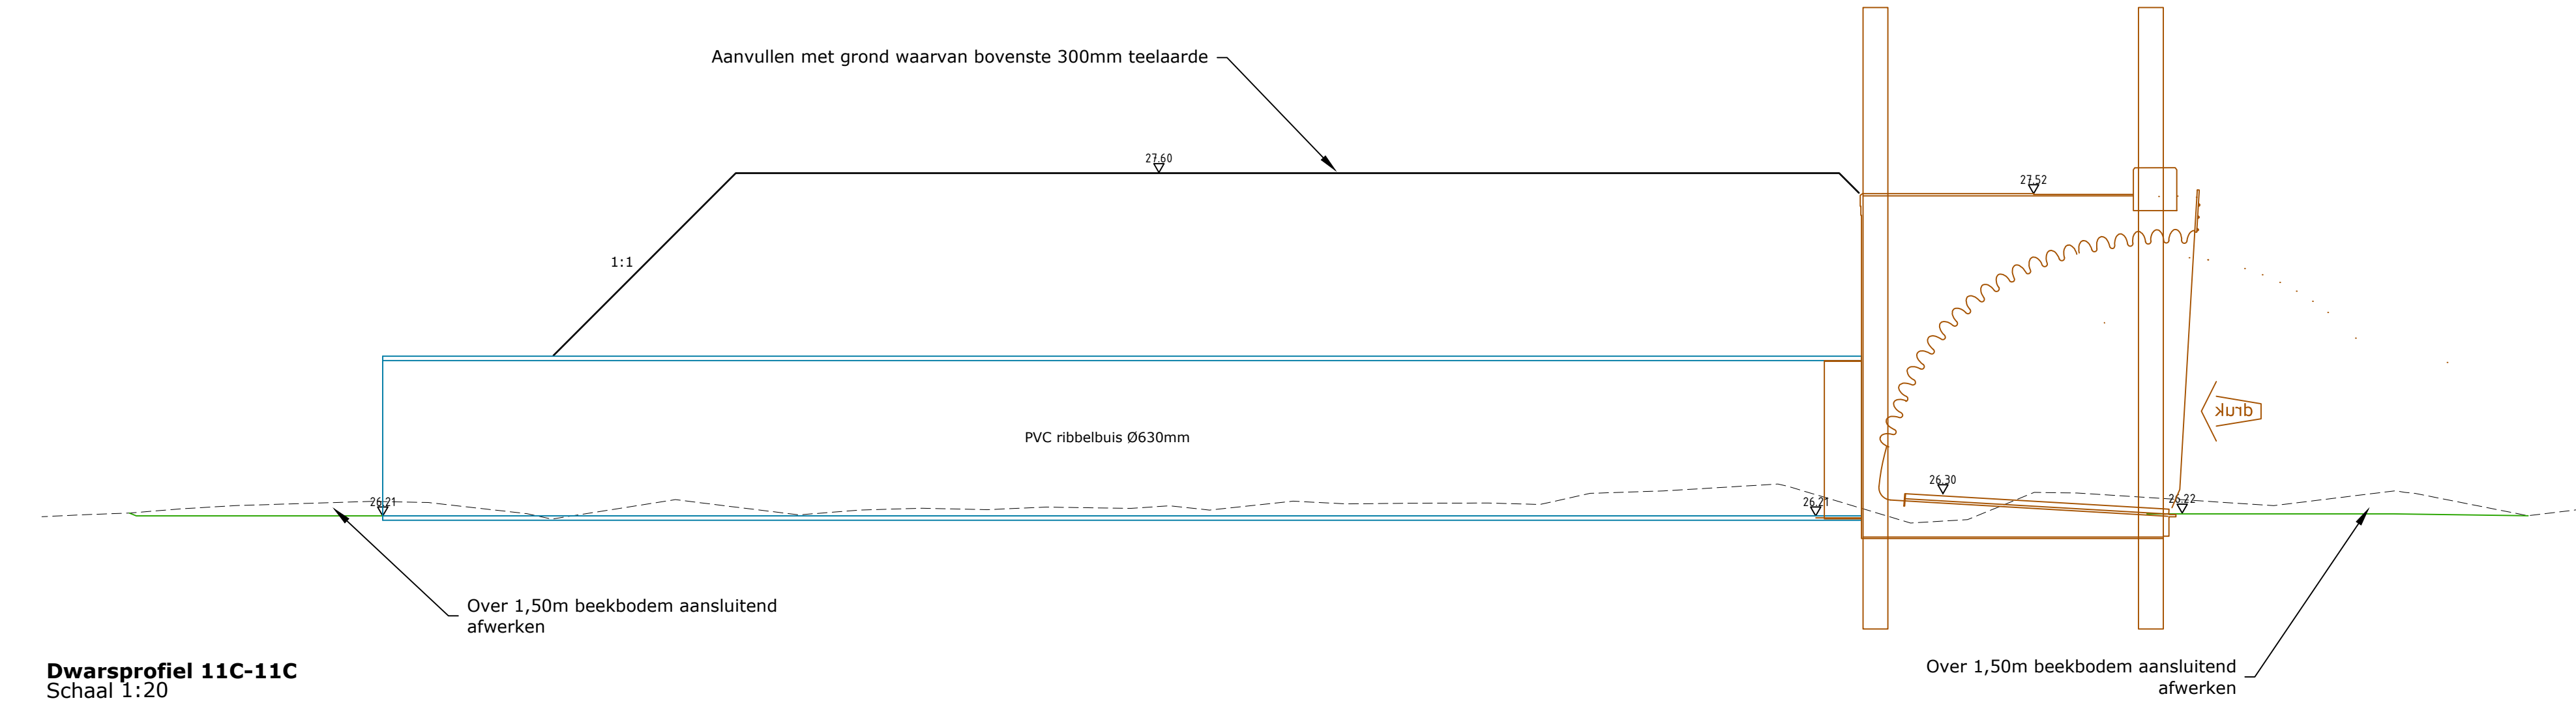 Aanvullen met grond waarvan bovenste 300mm teelaarde
27.60
27.52
1:1
druk
PVC ribbelbuis Ø630mm
26.30
26.21
26.21
26.22
Over 1,50m beekbodem aansluitend
afwerken
Over 1,50m beekbodem aansluitend
afwerken
Dwarsprofiel 11C-11C
Schaal 1:20